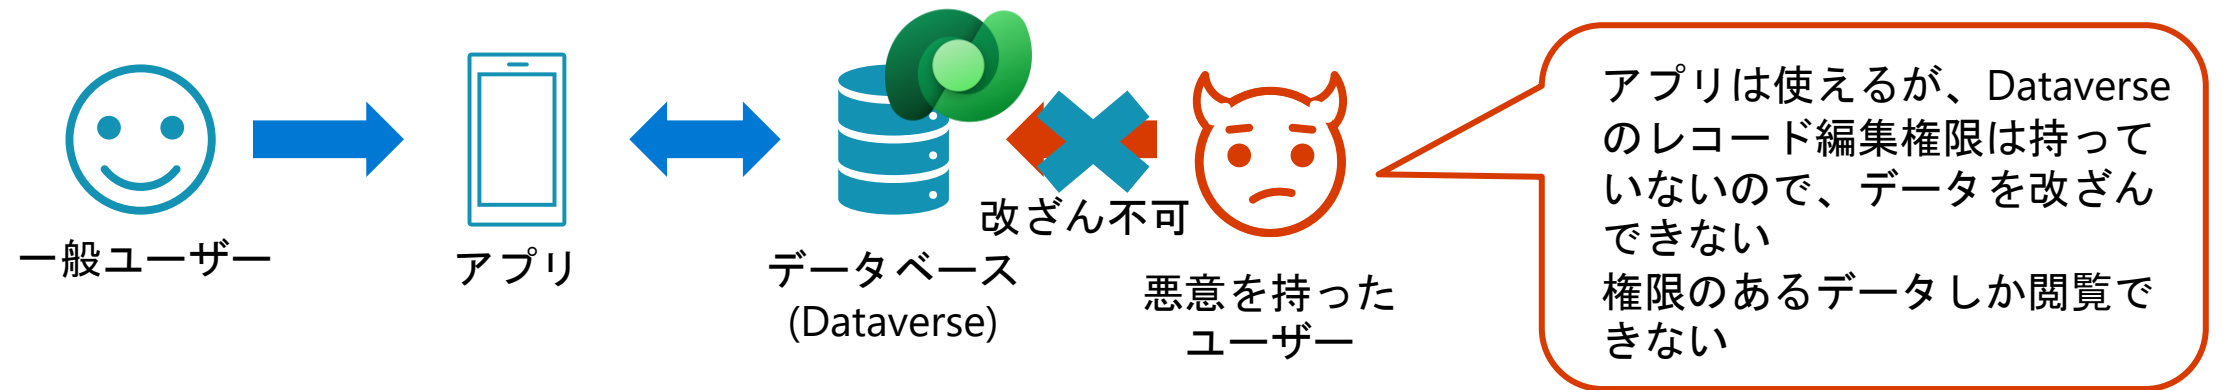 一般ユーザー
アプリ
データベース
(Dataverse)
改ざん不可
悪意を持った
ユーザー
アプリは使えるが、Dataverse
のレコード編集権限は持って
いないので、データを改ざん
できない
権限のあるデータしか閲覧で
きない